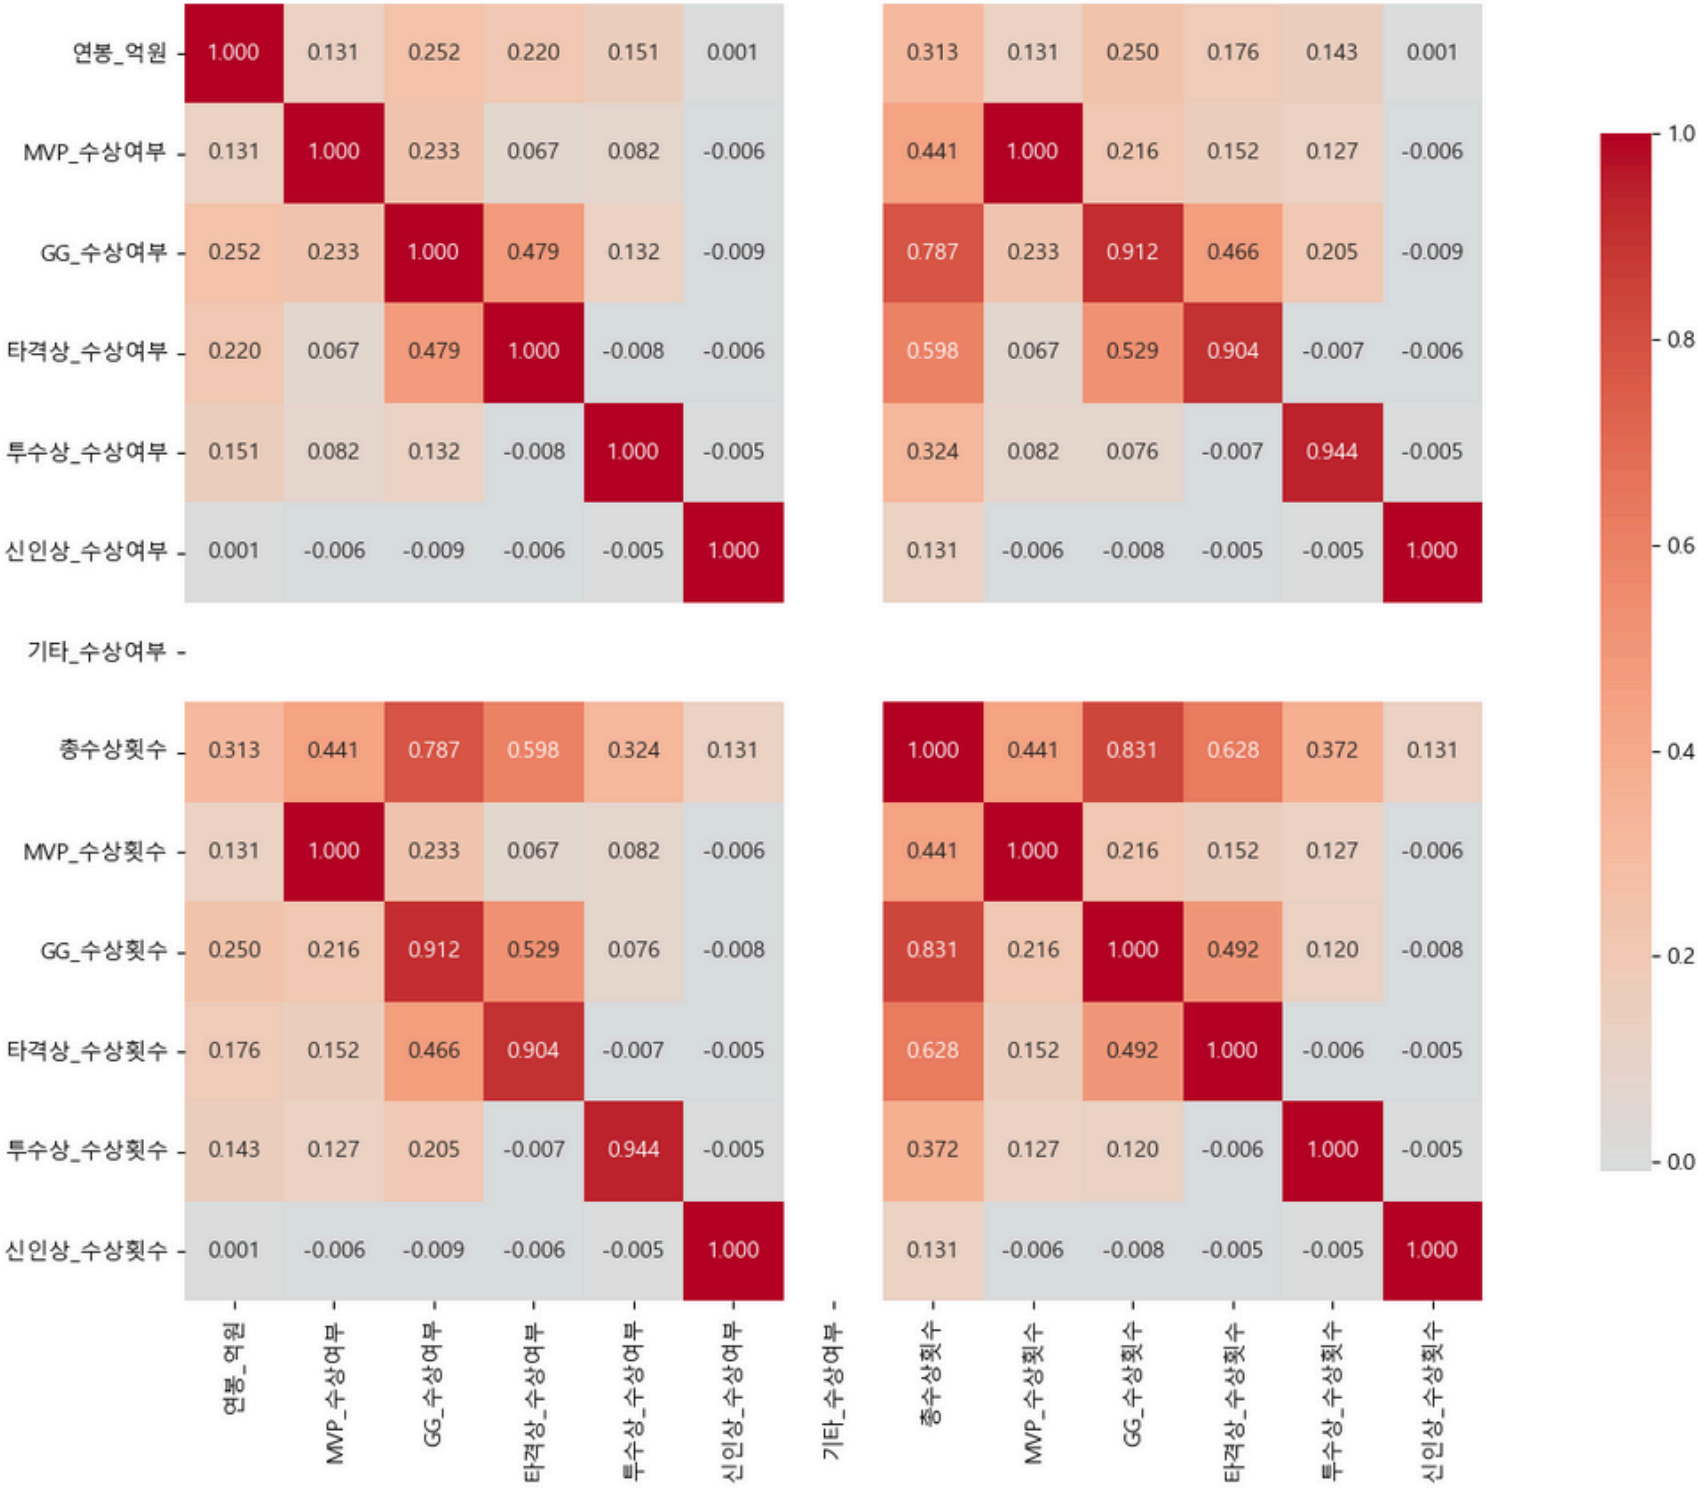 연봉_억원 1.000 0.131 0.252 0.220 0.151 0.001 0.313 0.131 0.250 0.176 0.143 0.001
MVP_수상여부 0.131 1.000 0.233 0.067 0.082 -0.006 0.441 1.000 0.216 0.152 0.127 -0.006
GG_수상여부 0.252 0.233 1.000 0.479 0.132 -0.009 0.787 0.233 0.912 0.466 0.205 -0.009
타격상_수상여부 0.220 0.067 0.479 1.000 -0.008 -0.006 0.598 0.067 0.529 0.904 -0.007 -0.006
투수상_수상여부 0.151 0.082 0.132 -0.008 1.000 -0.005 0.324 0.082 0.076 -0.007 0.944 -0.005
신인상_수상여부 0.001 -0.006 -0.009 -0.006 -0.005 1.000 0.131 -0.006 -0.008 -0.005 -0.005 1.000
기타_수상여부
총수상횟수 0.313 0.441 0.787 0.598 0.324 0.131 1.000 0.441 0.831 0.628 0.372 0.131
MVP_수상횟수 0.131 1.000 0.233 0.067 0.082 -0.006 0.441 1.000 0.216 0.152 0.127 -0.006
GG_수상횟수 0.250 0.216 0.912 0.529 0.076 -0.008 0.831 0.216 1.000 0.492 0.120 -0.008
타격상_수상횟수 0.176 0.152 0.466 0.904 -0.007 -0.005 0.628 0.152 0.492 1.000 -0.006 -0.005
투수상_수상횟수 0.143 0.127 0.205 -0.007 0.944 -0.005 0.372 0.127 0.120 -0.006 1.000 -0.005
신인상_수상횟수 0.001 -0.006 -0.009 -0.006 -0.005 1.000 0.131 -0.006 -0.008 -0.005 -0.005 1.000
연봉_억원
MVP_수상여부
GG_수상여부
타격상_수상여부
투수상_수상여부
신인상_수상여부
기타_수상여부
총수상횟수
MVP_수상횟수
GG_수상횟수
타격상_수상횟수
투수상_수상횟수
신인상_수상횟수
1.0
0.8
0.6
0.4
0.2
0.0